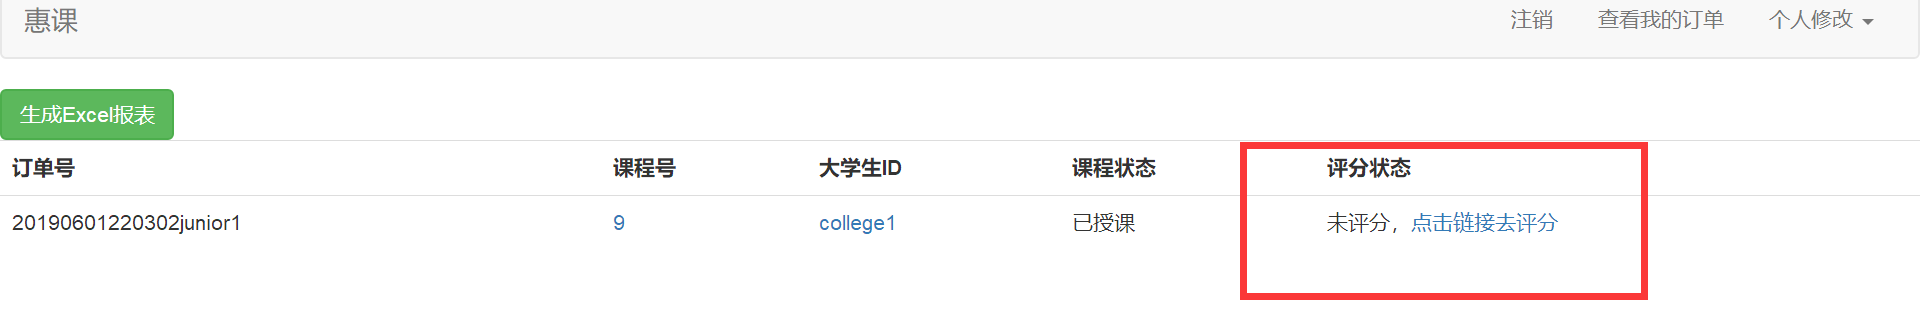 惠课 注销 查看我的订单 个人修改
生成Excel报表
订单号 课程号 大学生ID 课程状态 评分状态
20190601220302junior1 9 college1 已授课 未评分，点击链接去评分